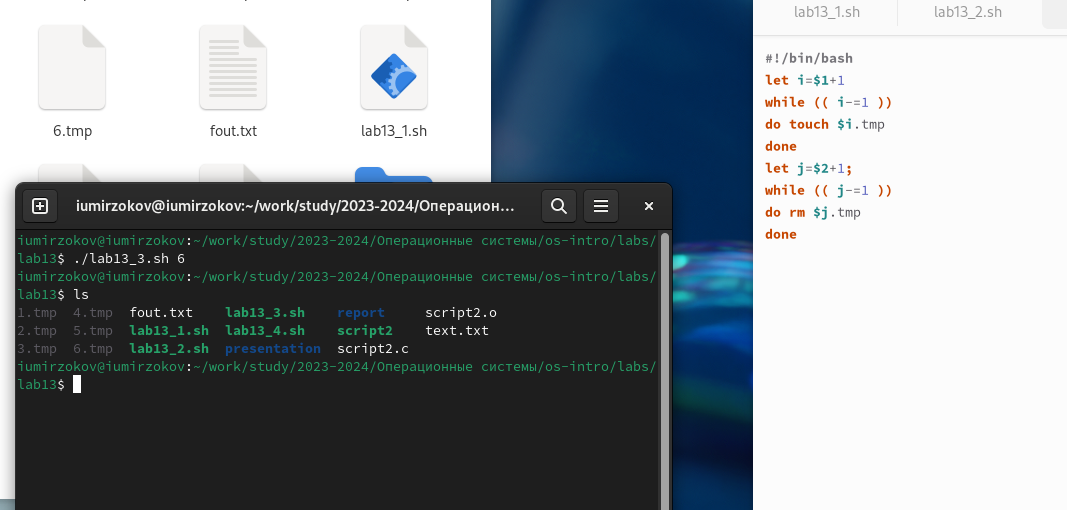 6.tmp
fout.txt
lab13_1.sh
iumirzokov@iumirzokov:~/work/study/2023-2024/Операцион...
iumirzokov@iumirzokov:~/work/study/2023-2024/Операционные системы/os-intro/labs/
lab13$ ./lab13_3.sh 6
iumirzokov@iumirzokov:~/work/study/2023-2024/Операционные системы/os-intro/labs/
lab13$ ls
1.tmp 4.tmp fout.txt lab13_3.sh report script2.o
2.tmp 5.tmp lab13_1.sh lab13_4.sh script2 text.txt
3.tmp 6.tmp lab13_2.sh presentation script2.c
iumirzokov@iumirzokov:~/work/study/2023-2024/Операционные системы/os-intro/labs/
lab13$
lab13_1.sh
lab13_2.sh
#!/bin/bash
let i=$1+1
while (( i-=1 ))
do touch $i.tmp
done
let j=$2+1;
while (( j-=1 ))
do rm $j.tmp
done